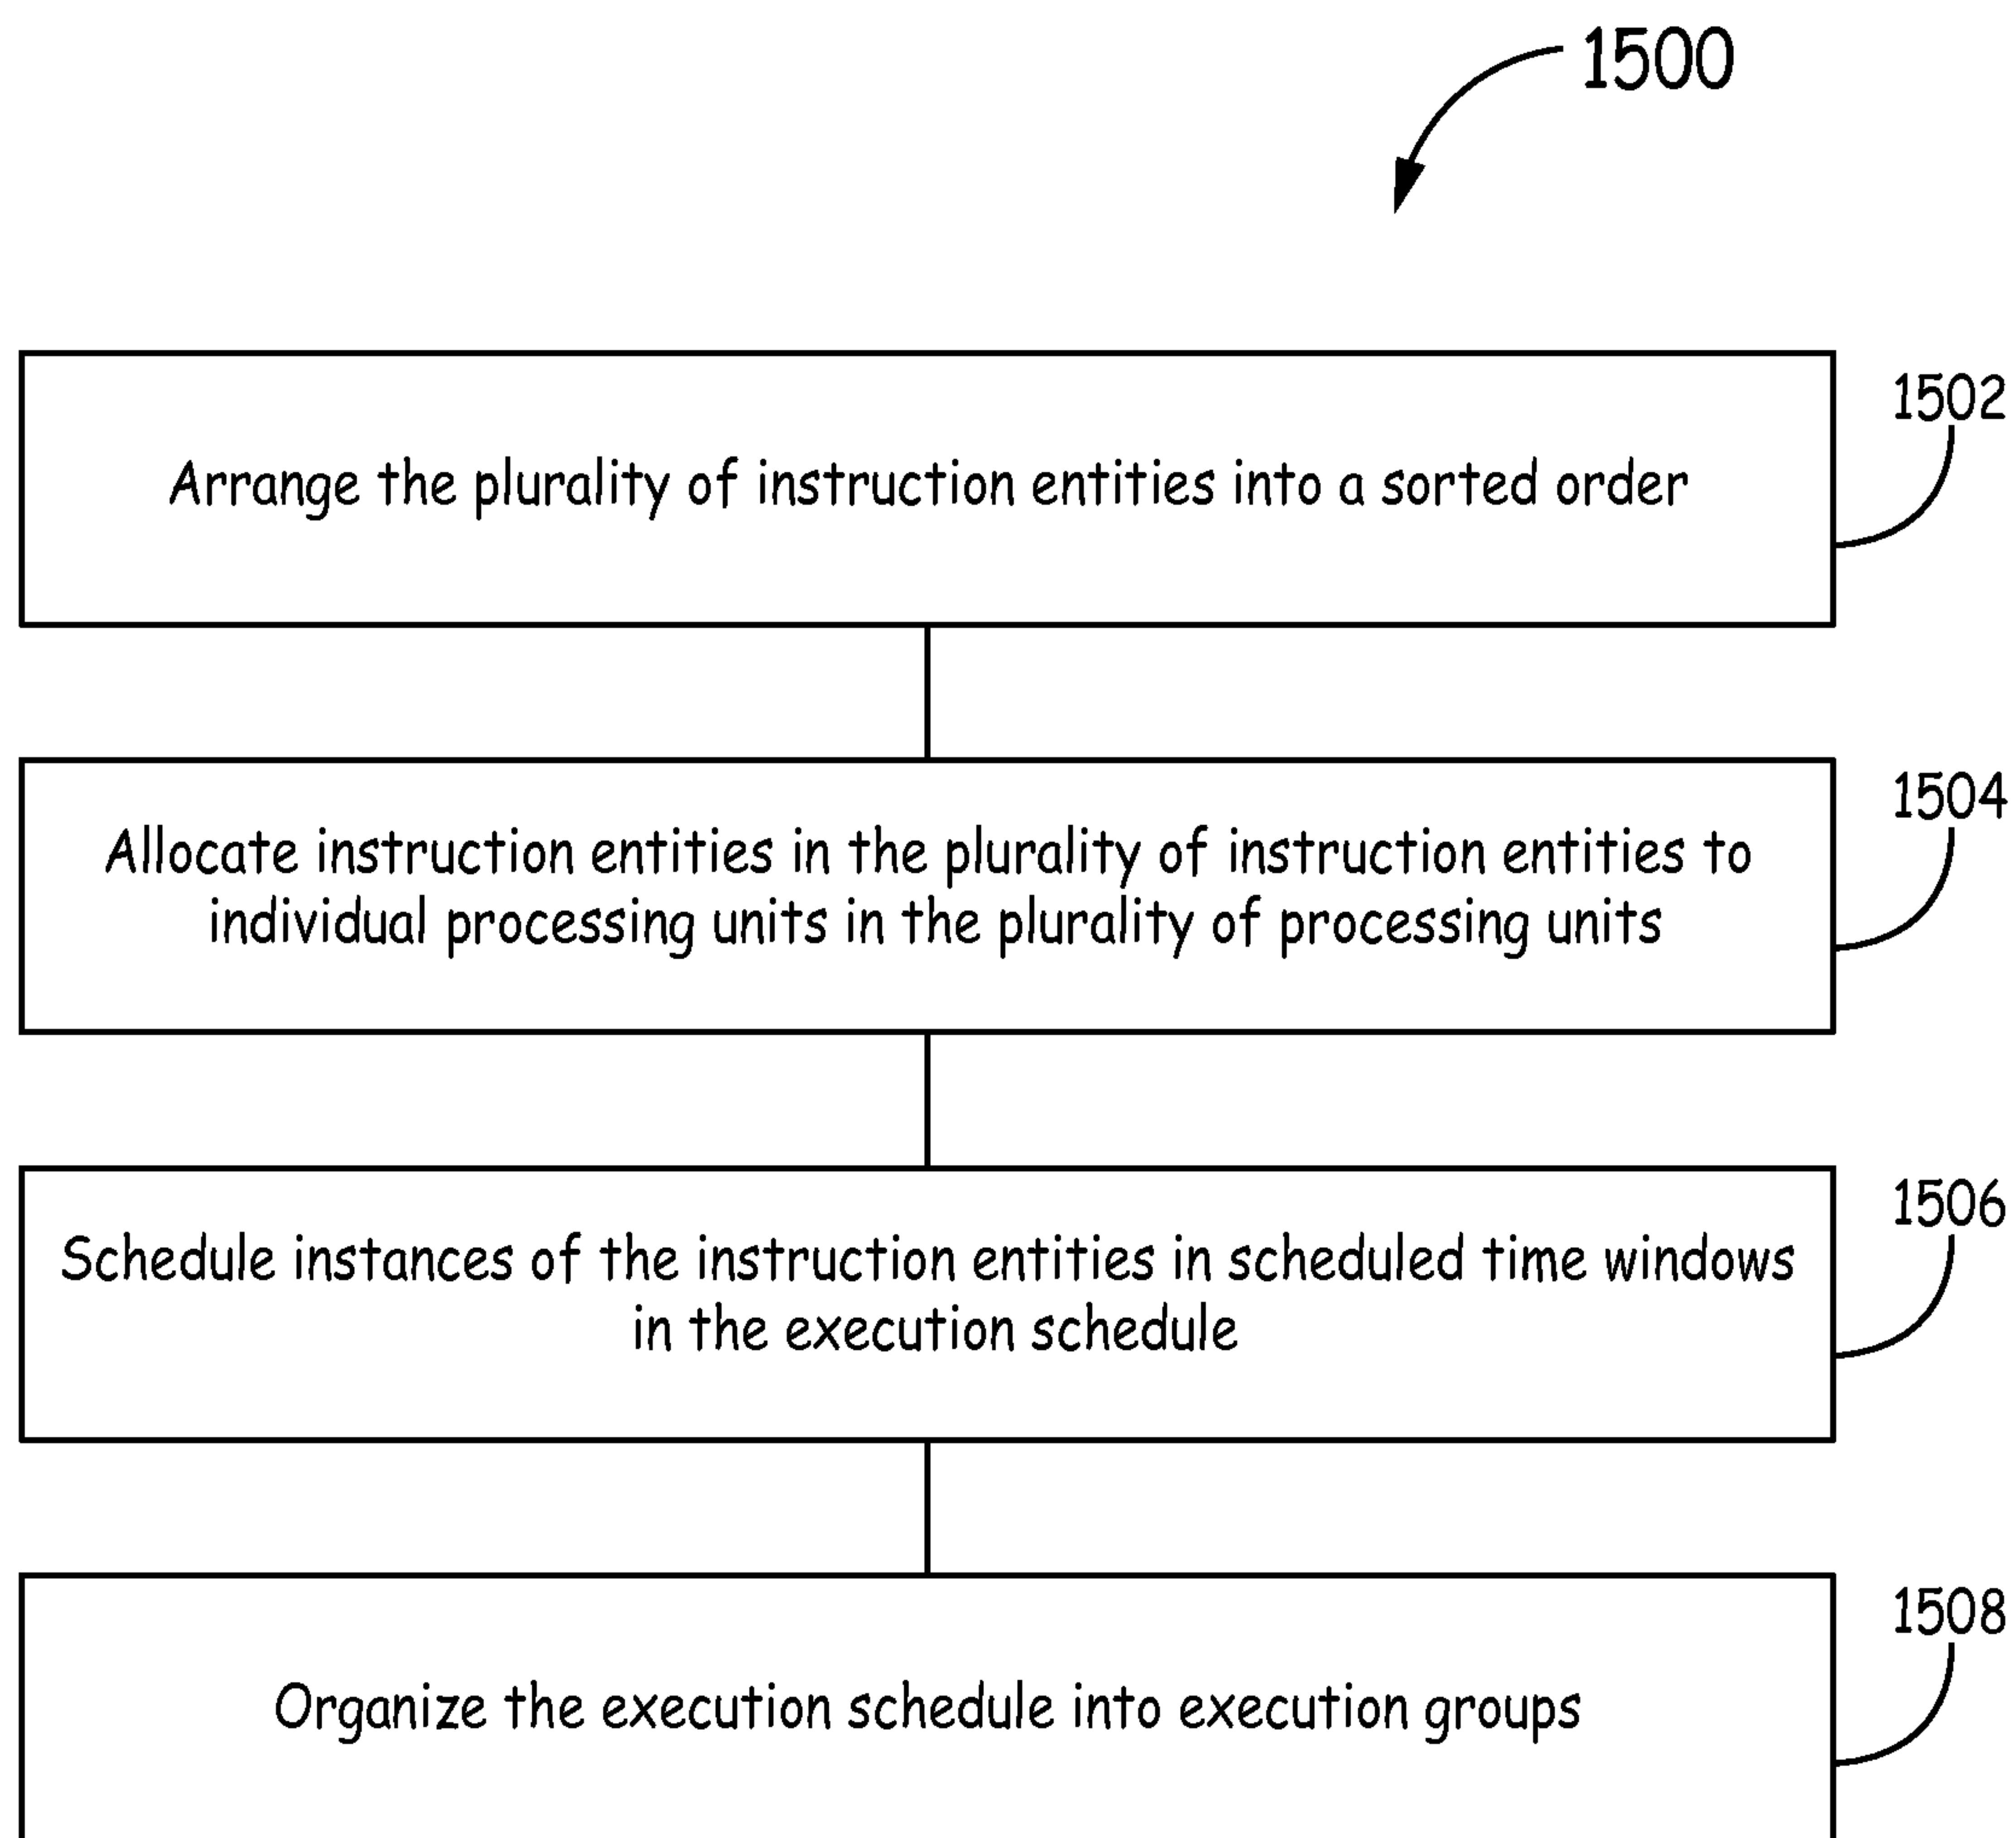 1500
1502
Arrange the plurality of instruction entities into a sorted order
1504
Allocate instruction entities in the plurality of instruction entities to
individual processing units in the plurality of processing units
1506
Schedule instances of the instruction entities in scheduled time windows
in the execution schedule
1508
Organize the execution schedule into execution groups